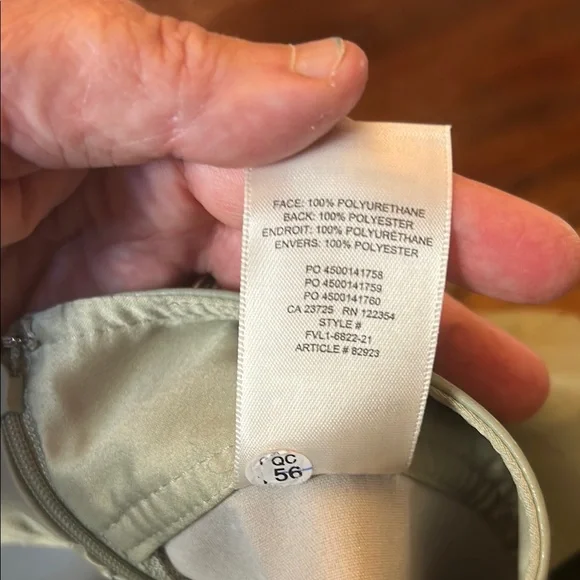 FACE: 100% POLYURETHANE
BACK: 100% POLYESTER
ENDROIT: 100% POLYURÉTHANE
ENVERS: 100% POLYESTER
PO 4500141758
PO 4500141759
PO 4500141760
CA 23725 RN 122354
STYLE #
FVL1-6822-21
ARTICLE # 82923
QC
56